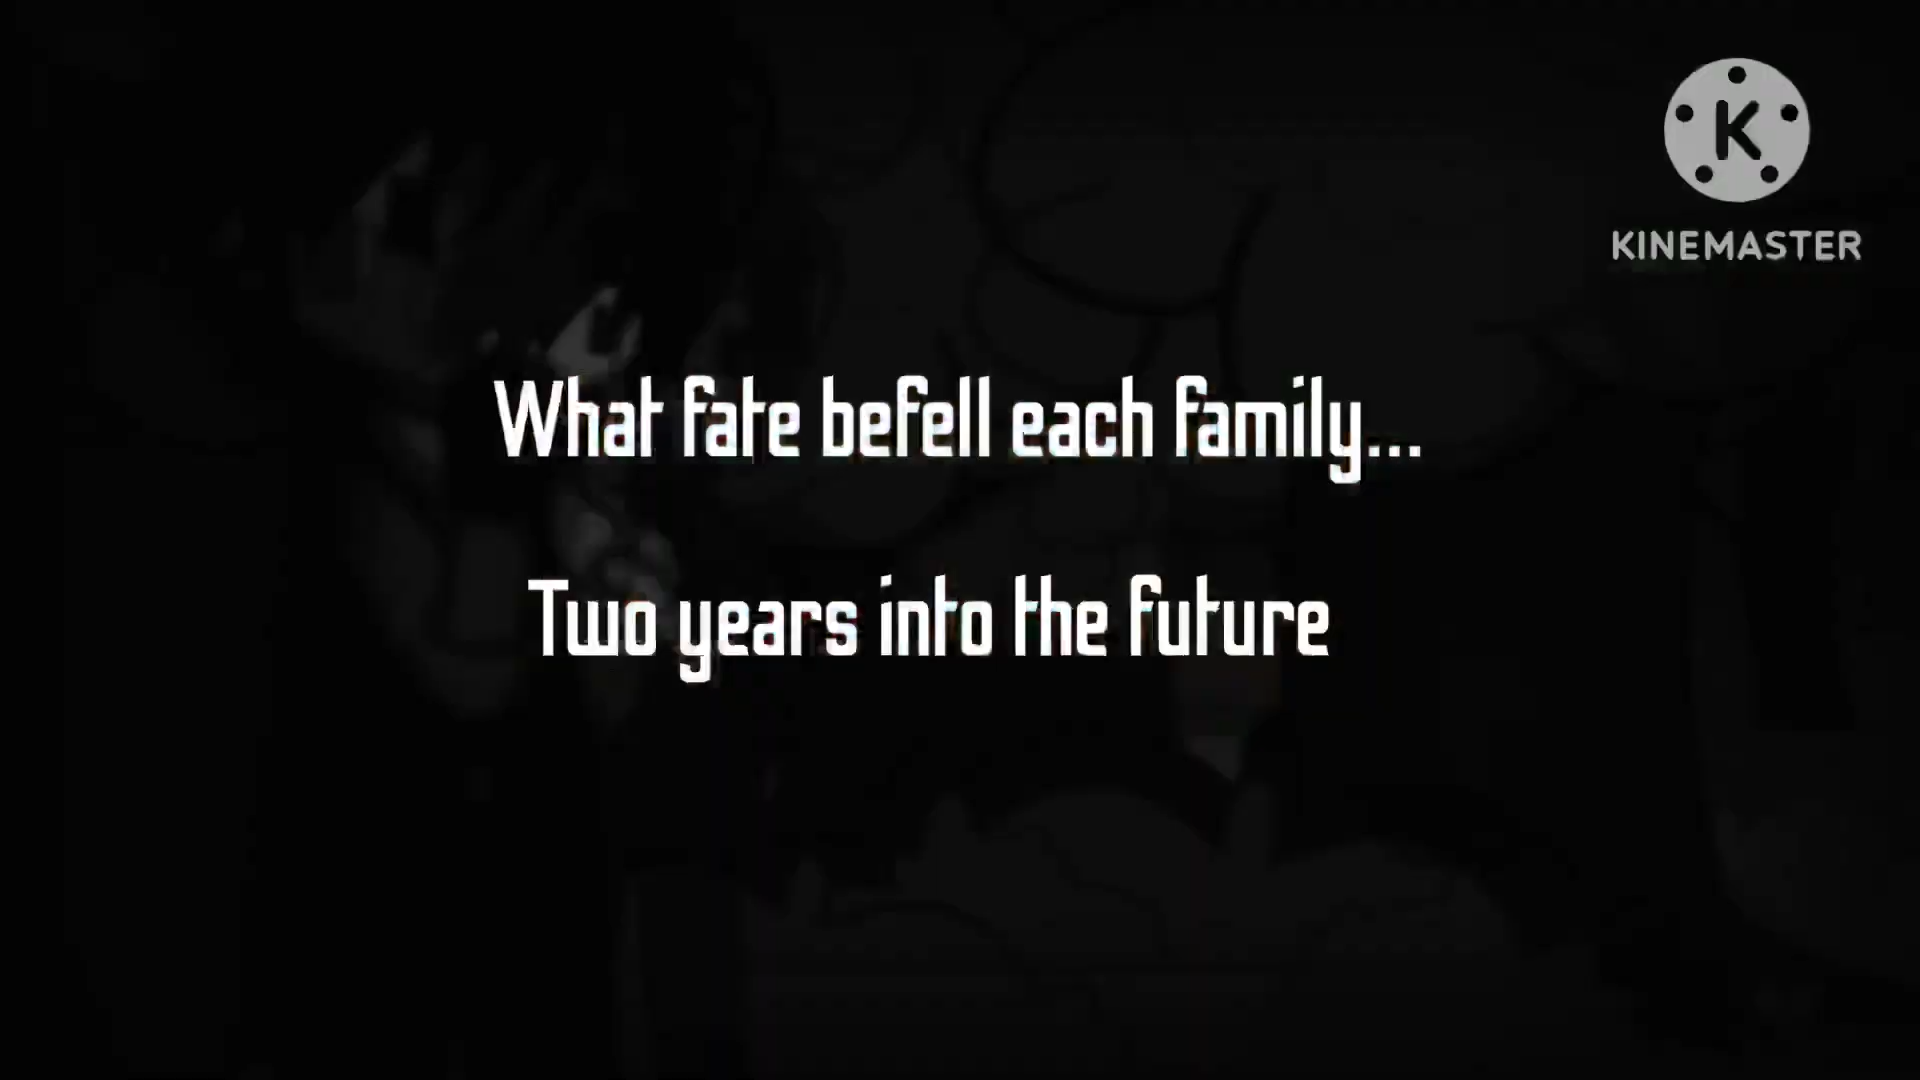 K
KINEMASTER
What fate befell each family...
Two years into the future